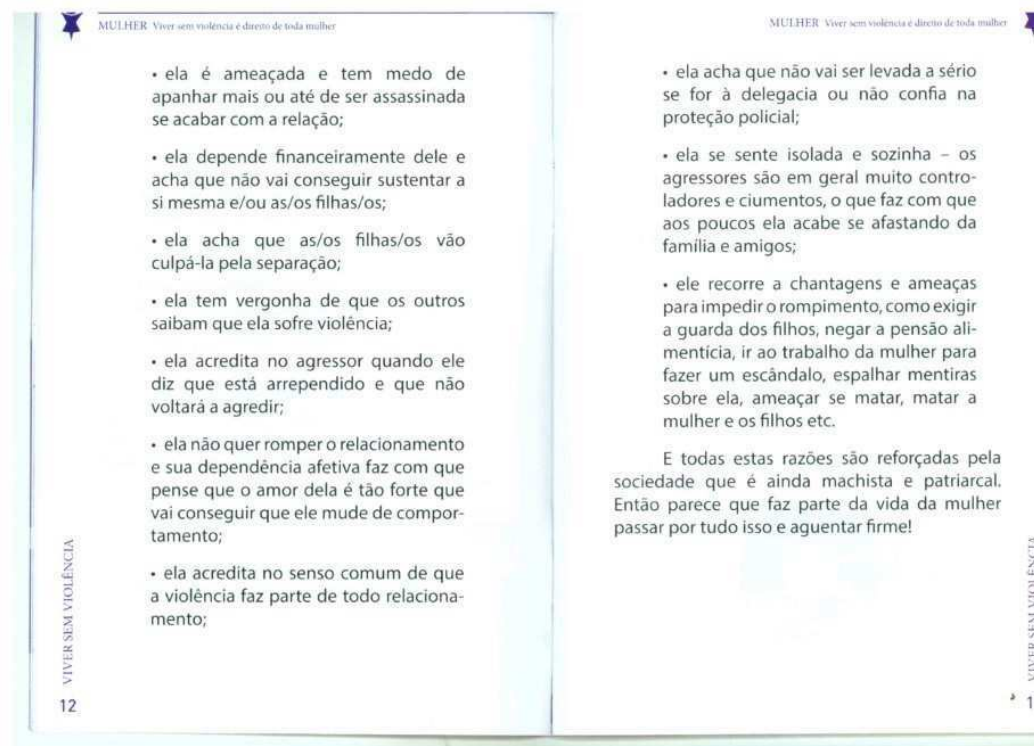 MULHER Viver sem violência é direito de toda mulher
• ela é ameaçada e tem medo de
apanhar mais ou até de ser assassinada
se acabar com a relação;
• ela depende financeiramente dele e
acha que não vai conseguir sustentar a
si mesma e/ou as/os filhas/os;
• ela acha que as/os filhas/os vão
culpá-la pela separação;
• ela tem vergonha de que os outros
saibam que ela sofre violência;
• ela acredita no agressor quando ele
diz que está arrependido e que não
voltará a agredir;
• ela não quer romper o relacionamento
e sua dependência afetiva faz com que
pense que o amor dela é tão forte que
vai conseguir que ele mude de compor-
tamento;
• ela acredita no senso comum de que
a violência faz parte de todo relaciona-
mento;
VIVER SEM VIOLÊNCIA
12
MULHER Viver sem violência é direito de toda mulher
• ela acha que não vai ser levada a sério
se for à delegacia ou não confia na
proteção policial;
• ela se sente isolada e sozinha – os
agressores são em geral muito contro-
ladores e ciumentos, o que faz com que
aos poucos ela acabe se afastando da
família e amigos;
• ele recorre a chantagens e ameaças
para impedir o rompimento, como exigir
a guarda dos filhos, negar a pensão ali-
mentícia, ir ao trabalho da mulher para
fazer um escândalo, espalhar mentiras
sobre ela, ameaçar se matar, matar a
mulher e os filhos etc.
E todas estas razões são reforçadas pela
sociedade que é ainda machista e patriarcal.
Então parece que faz parte da vida da mulher
passar por tudo isso e aguentar firme!
VIVER SEM VIOLÊNCIA
1